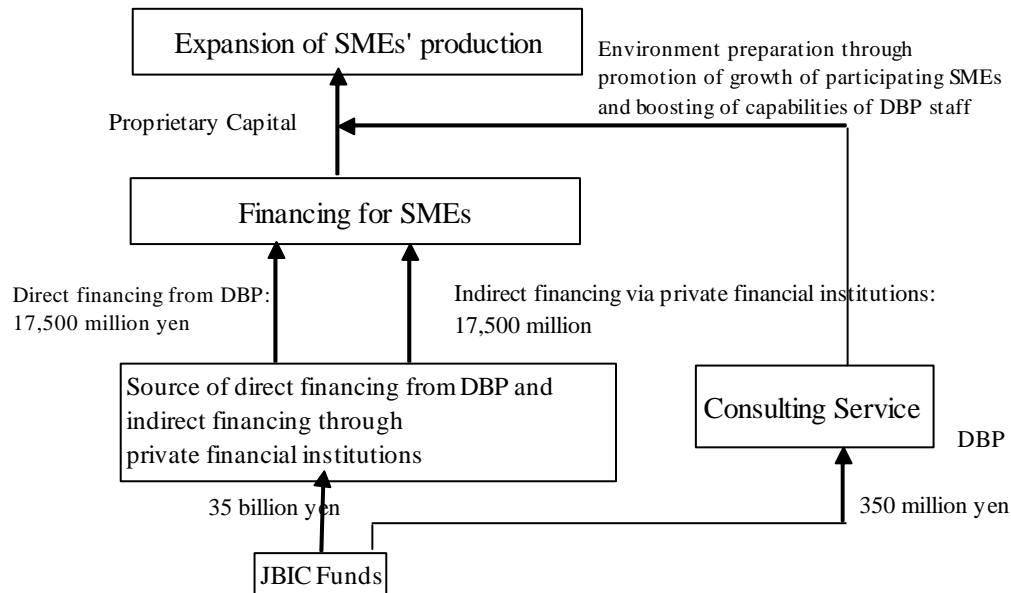 Expansion of SMEs' production
Environment preparation through
promotion of growth of participating SMEs
and boosting of capabilities of DBP staff
Proprietary Capital
Financing for SMEs
Direct financing from DBP:
17,500 million yen
Indirect financing via private financial institutions:
17,500 million
Source of direct financing from DBP and
indirect financing through
private financial institutions
Consulting Service
DBP
35 billion yen
350 million yen
JBIC Funds